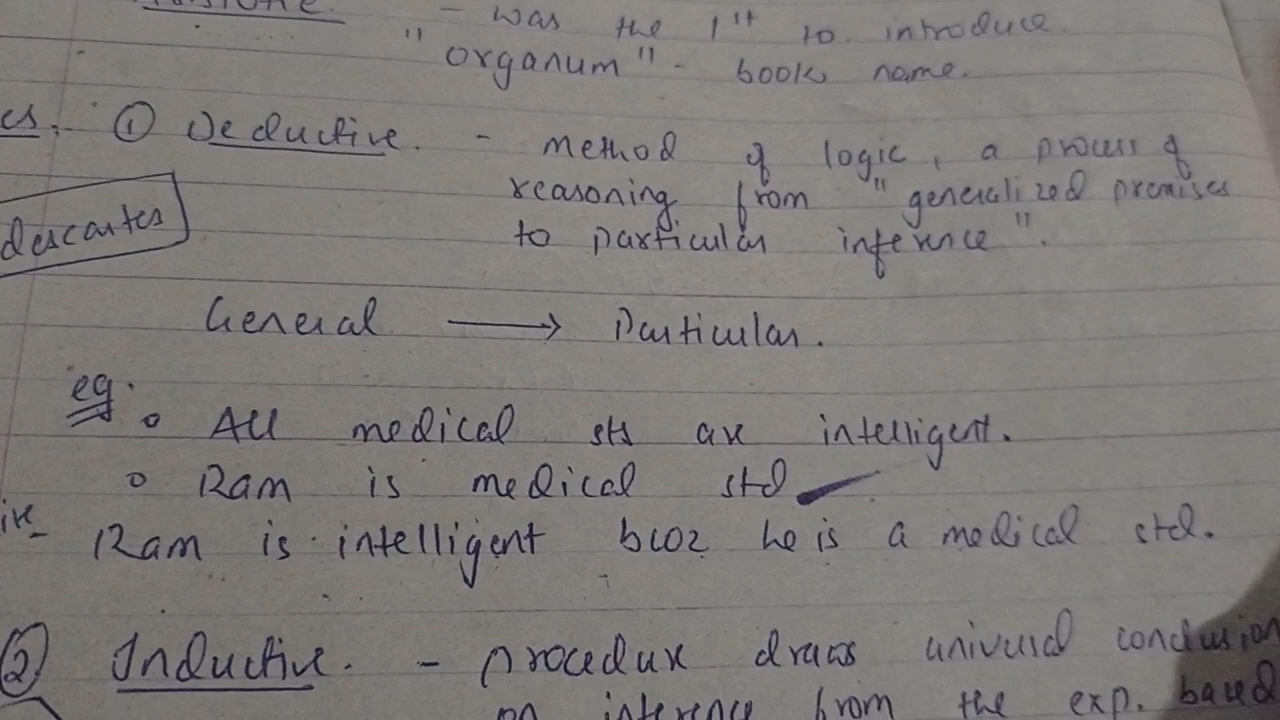 - was the 1st to introduce
"organum" - book name.
① Deductive. - method of logic, a process of
reasoning from "generalized premises
descartes
to particular inference".
General → Particular.
eg.
o All medical sts are intelligent.
o Ram is medical std
Ram is intelligent bcoz he is a medical std.
② Inductive. - procedure draws universal conclusion
on inference from the exp. based